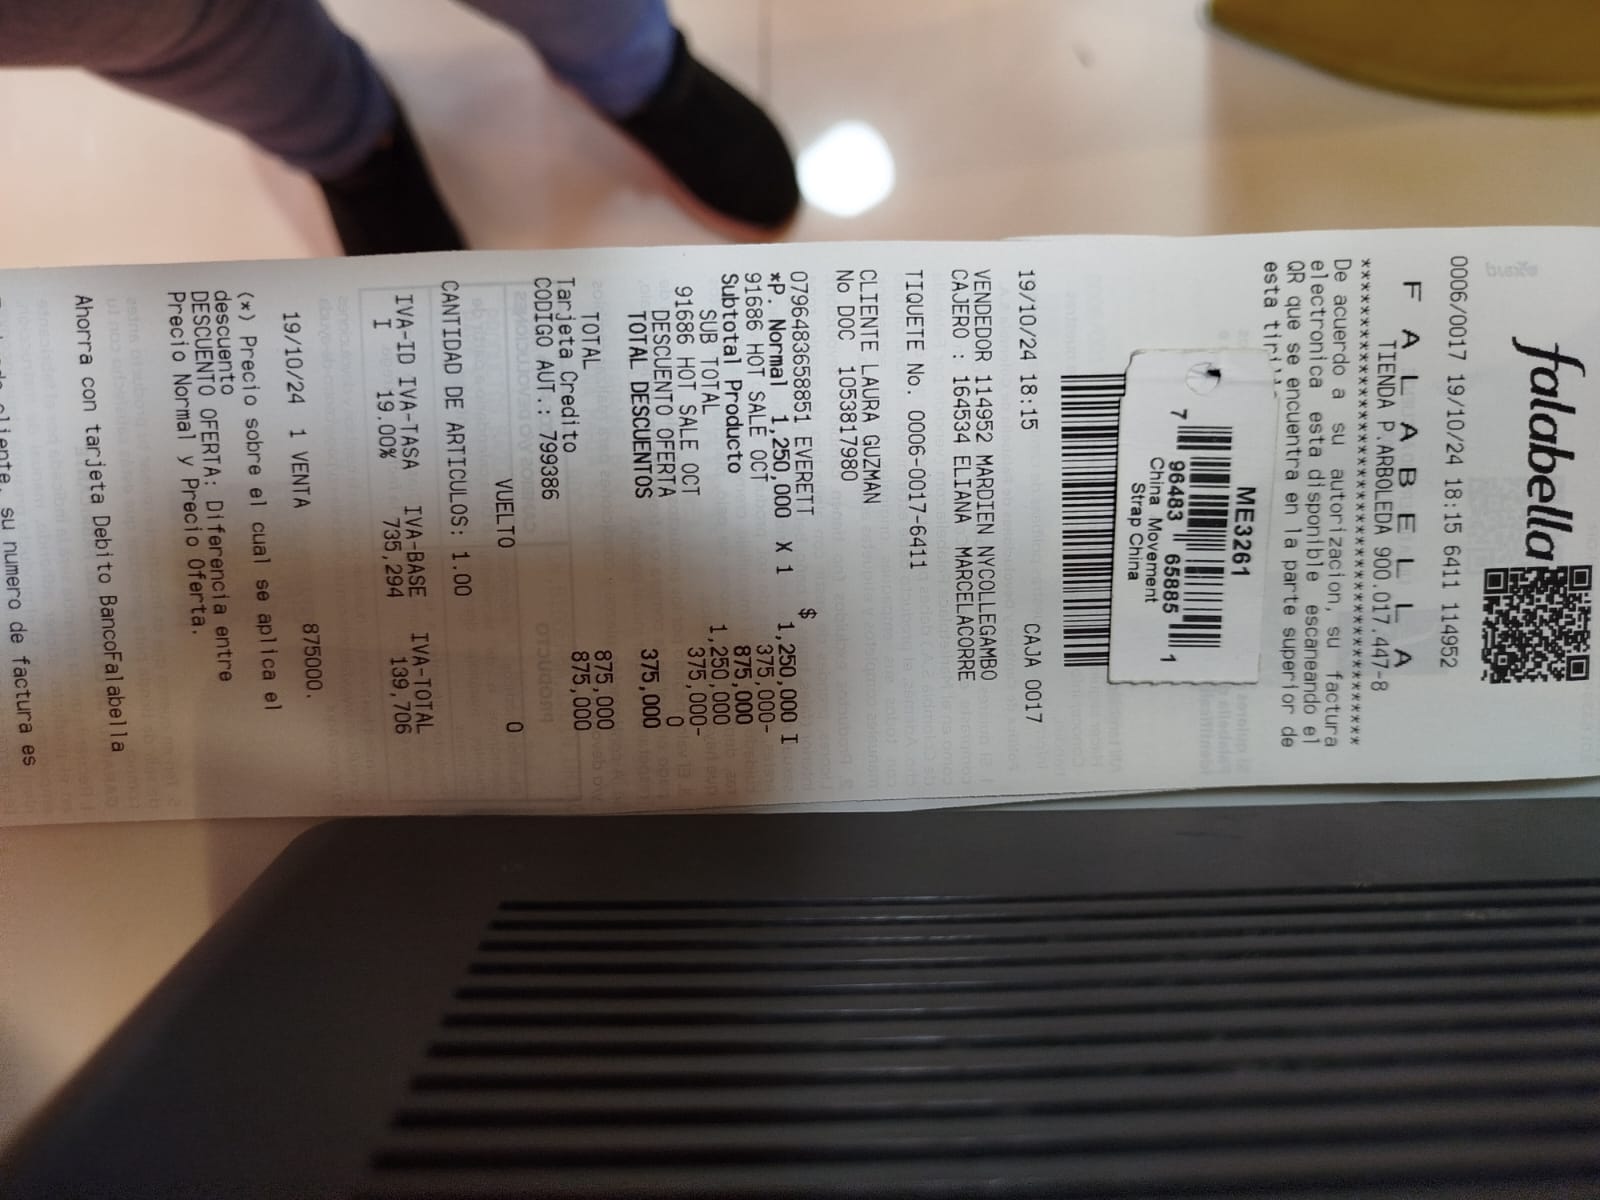 falabella
0006/0017 19/10/24 18:15 6411 114952
F A L A B E L L A
TIENDA P.ARBOLEDA 900.017.447-8
****************************************
De acuerdo a su autorizacion, su factura
electronica esta disponible escaneando el
QR que se encuentra en la parte superior de
esta
ME3261
7 96483 65885 1
China Movement
Strap China
19/10/24 18:15 CAJA 0017
VENDEDOR 114952 MARDIEN NYCOLLEGAMBO
CAJERO : 164534 ELIANA MARCELACORRE
TIQUETE No. 0006-0017-6411
CLIENTE LAURA GUZMAN
No DOC 1053817980
0796483658851 EVERETT $ 1,250,000 I
*P. Normal 1,250,000 X 1
91686 HOT SALE OCT 375,000-
Subtotal Producto 875,000
SUB TOTAL 1,250,000
91686 HOT SALE OCT 375,000-
DESCUENTO OFERTA 0
TOTAL DESCUENTOS 375,000
TOTAL 875,000
Tarjeta Credito 875,000
CODIGO AUT.: 799386
VUELTO 0
CANTIDAD DE ARTICULOS: 1.00
IVA-ID IVA-TASA IVA-BASE IVA-TOTAL
I 19.00% 735,294 139,706
19/10/24 1 VENTA 875000.
(*) Precio sobre el cual se aplica el
descuento
DESCUENTO OFERTA: Diferencia entre
Precio Normal y Precio Oferta.
Ahorra con tarjeta Debito BancoFalabella
cliente, su numero de factura es